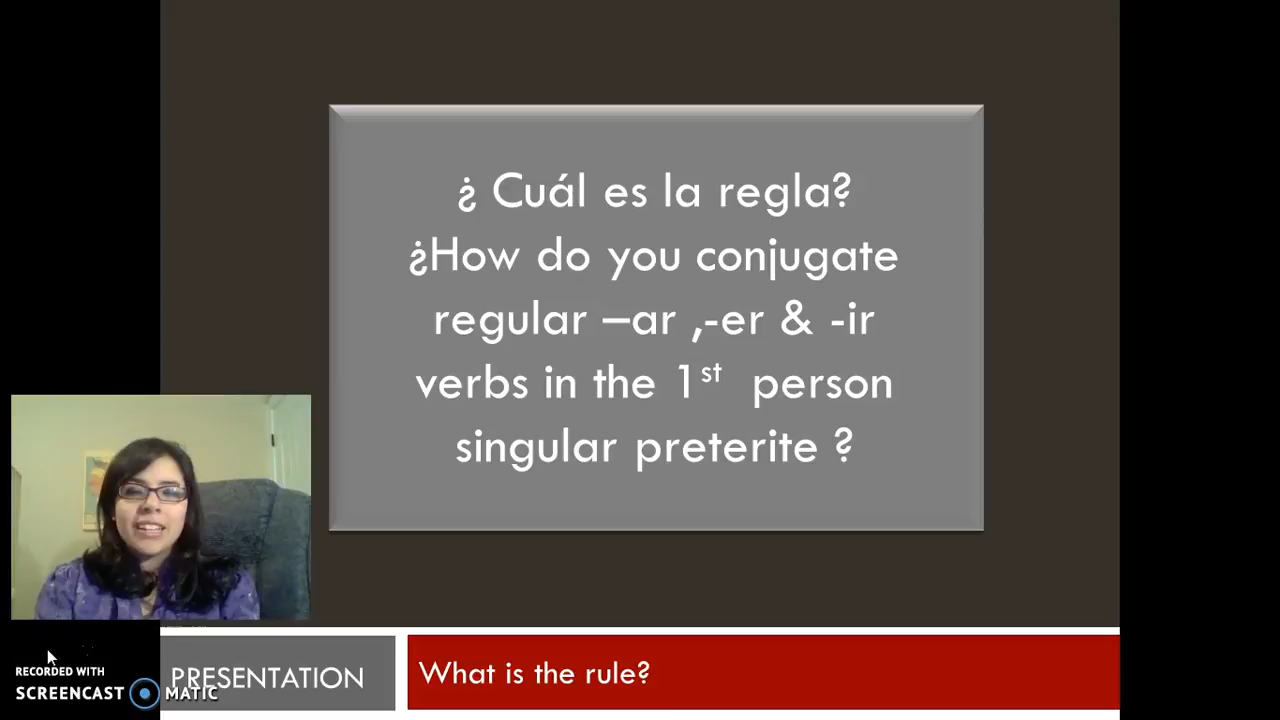 ¿ Cuál es la regla?
¿How do you conjugate
regular –ar ,-er & -ir
verbs in the 1st person
singular preterite ?
PRESENTATION
What is the rule?
RECORDED WITH
SCREENCAST MATIC